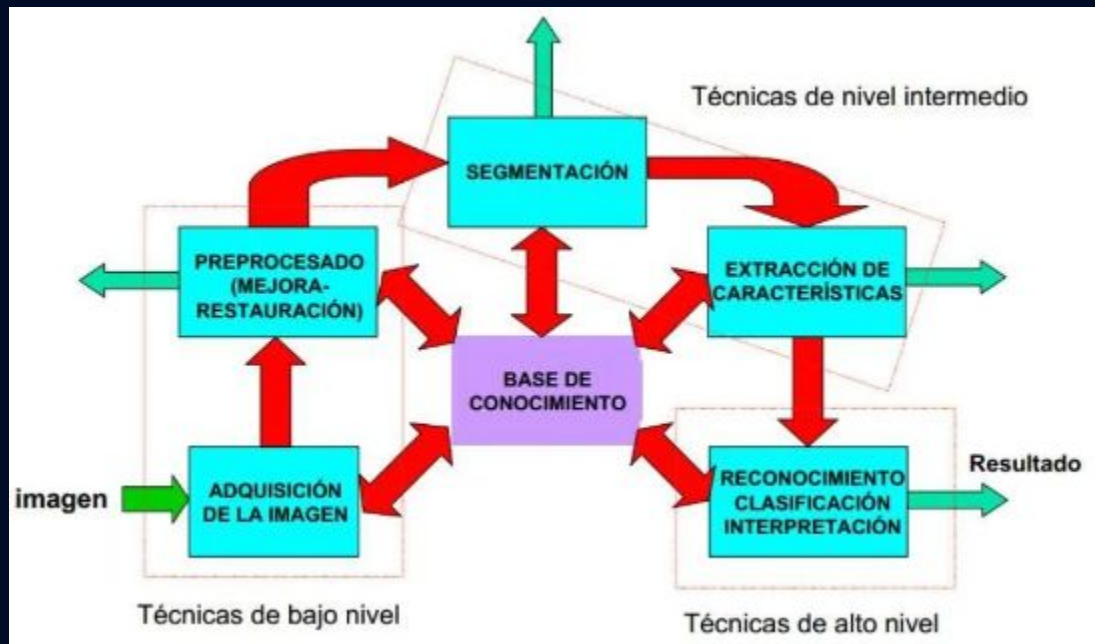 Técnicas de nivel intermedio
SEGMENTACIÓN
PREPROCESADO
(MEJORA-
RESTAURACIÓN)
EXTRACCIÓN DE
CARACTERÍSTICAS
BASE DE
CONOCIMIENTO
imagen
ADQUISICIÓN
DE LA IMAGEN
RECONOCIMIENTO
CLASIFICACIÓN
INTERPRETACIÓN
Resultado
Técnicas de bajo nivel
Técnicas de alto nivel